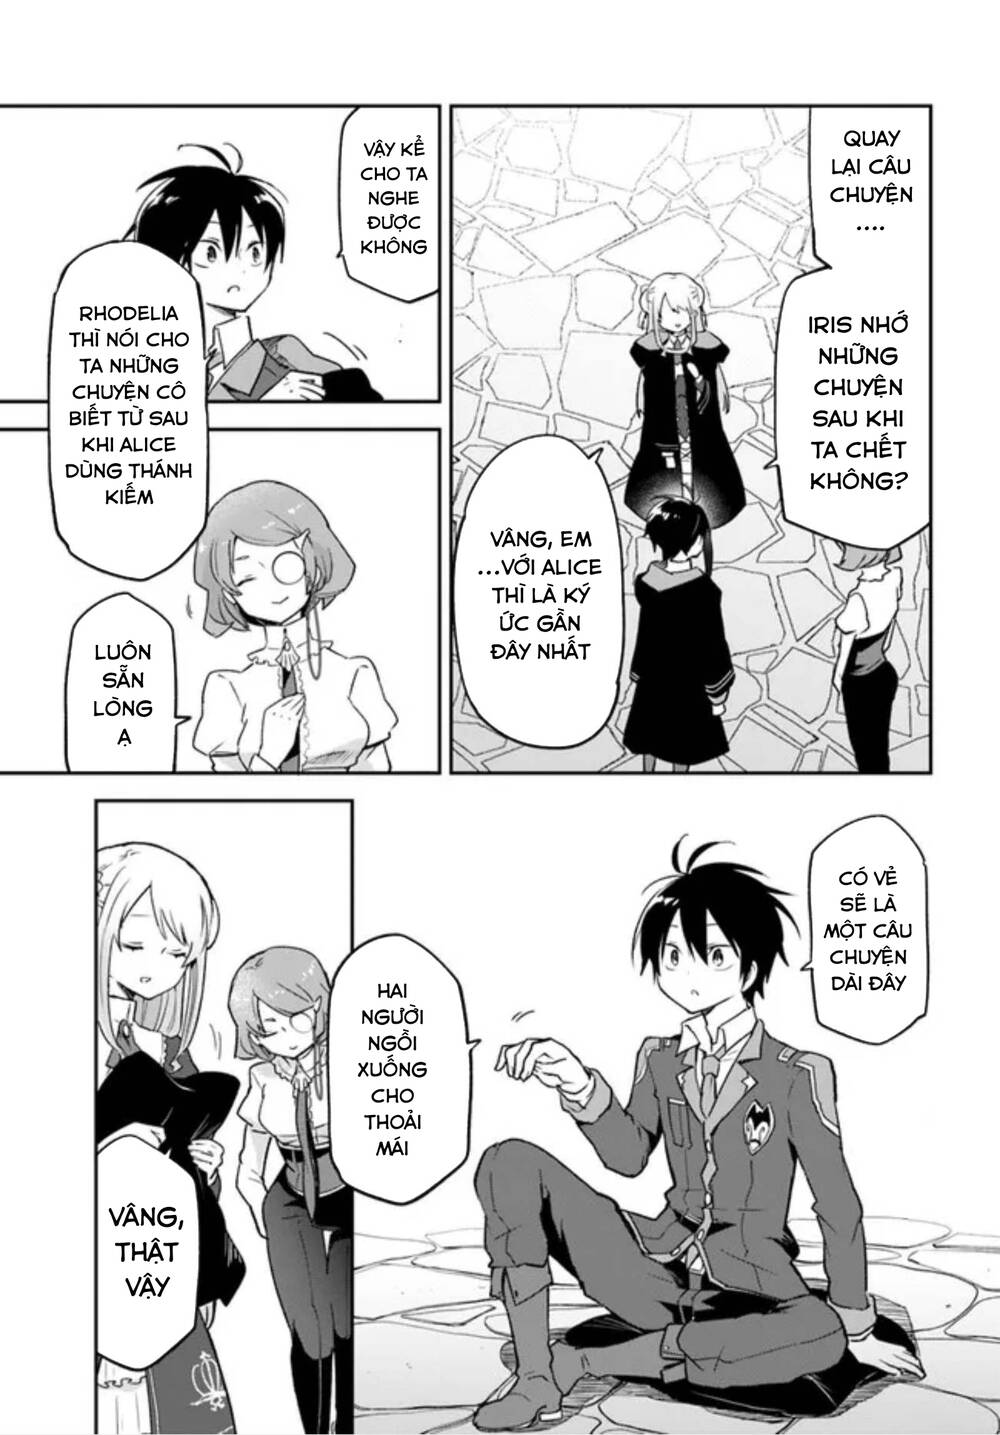 QUAY
LẠI CÂU
CHUYỆN
....
IRIS NHỚ
NHỮNG
CHUYỆN
SAU KHI
TA CHẾT
KHÔNG?
VÂNG, EM
...VỚI ALICE
THÌ LÀ KÝ
ỨC GẦN
ĐÂY NHẤT
VẬY KỂ
CHO TA
NGHE
ĐƯỢC
KHÔNG
RHODELIA
THÌ NÓI CHO
TA NHỮNG
CHUYỆN CÔ
BIẾT TỪ SAU
KHI ALICE
DÙNG THÁNH
KIẾM
LUÔN
SẴN
LÒNG
Ạ
CÓ VẺ
SẼ LÀ
MỘT CÂU
CHUYỆN
DÀI ĐÂY
HAI
NGƯỜI
NGỒI
XUỐNG
CHO
THOẢI
MÁI
VÂNG,
THẬT
VẬY